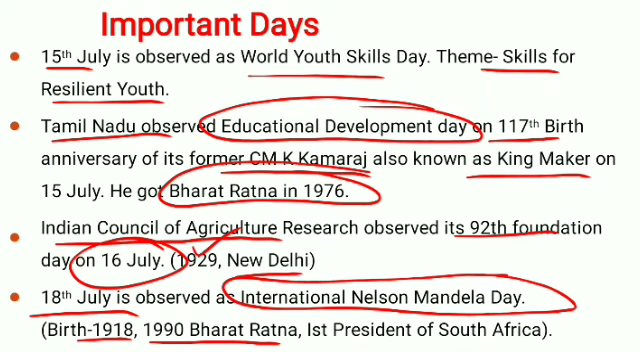 Important Days
15th July is observed as World Youth Skills Day. Theme- Skills for
Resilient Youth.
Tamil Nadu observed Educational Development day on 117th Birth
anniversary of its former CM K Kamaraj also known as King Maker on
15 July. He got Bharat Ratna in 1976.
Indian Council of Agriculture Research observed its 92th foundation
day on 16 July. (1929, New Delhi)
18th July is observed as International Nelson Mandela Day.
(Birth-1918, 1990 Bharat Ratna, Ist President of South Africa).